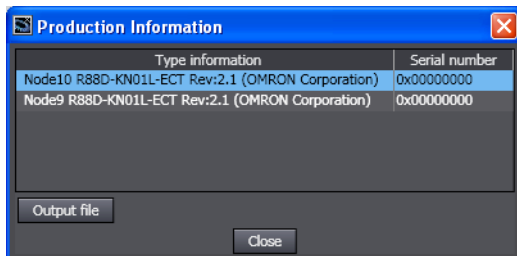 Production Information
Type information Serial number
Node10 R88D-KN01L-ECT Rev:2.1 (OMRON Corporation) 0x00000000
Node9 R88D-KN01L-ECT Rev:2.1 (OMRON Corporation) 0x00000000
Output file
Close